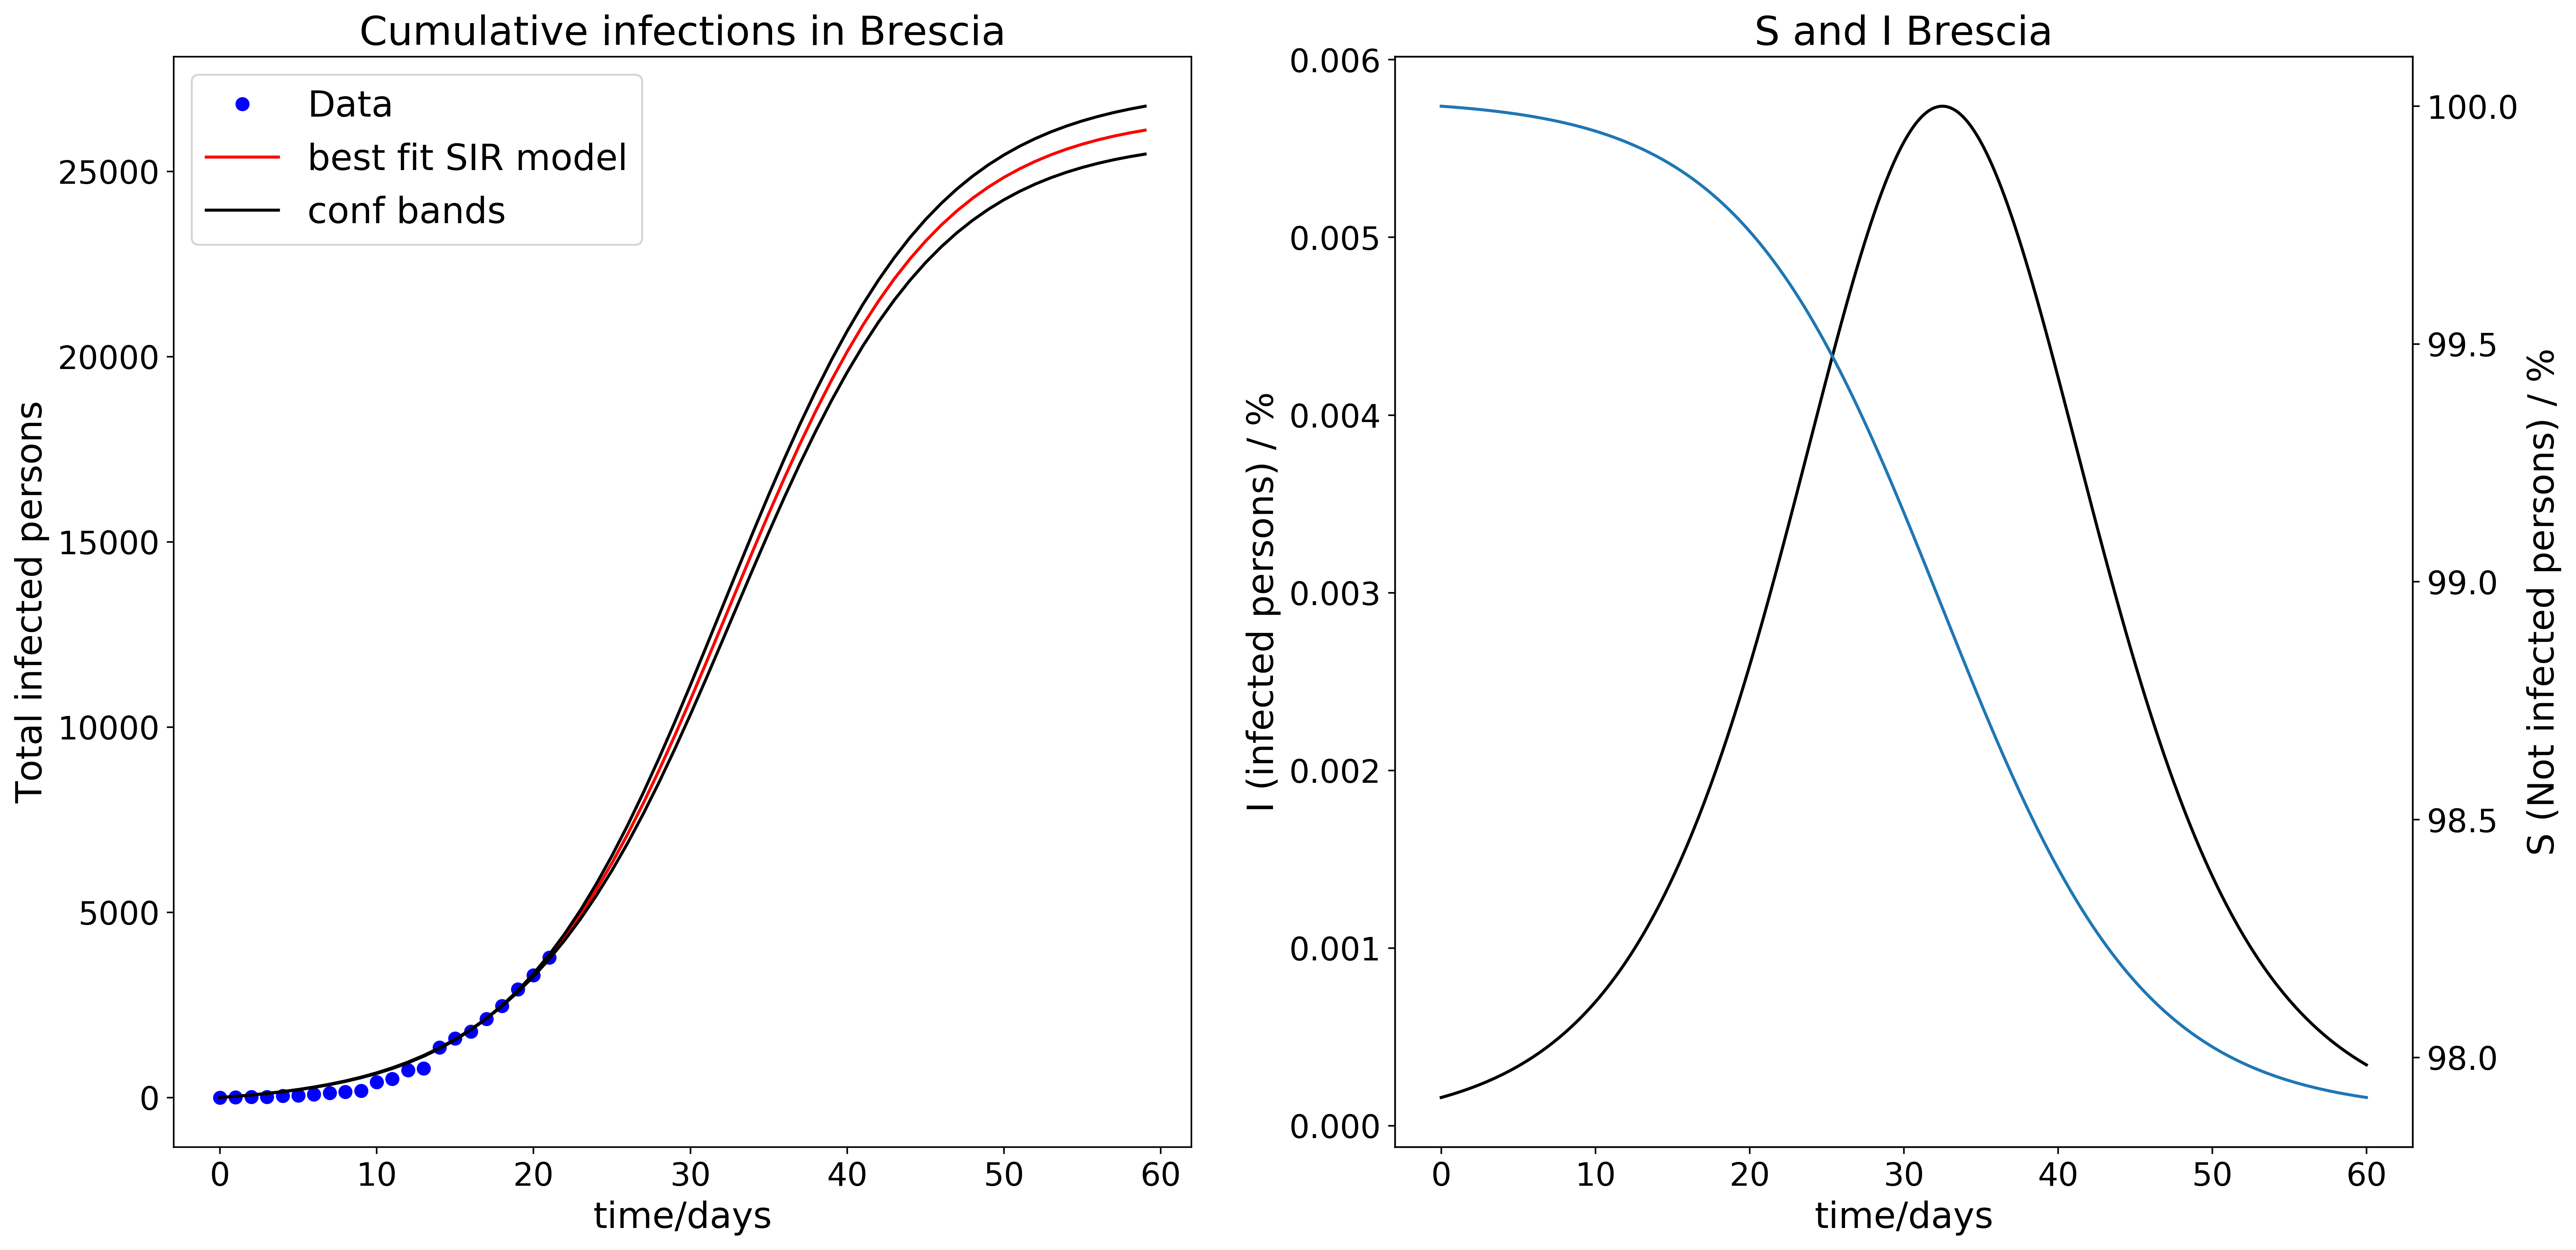 Cumulative infections in Brescia
Data
best fit SIR model
conf bands
Total infected persons
25000
20000
15000
10000
5000
0
0 10 20 30 40 50 60
time/days
S and I Brescia
I (infected persons) / %
0.006
0.005
0.004
0.003
0.002
0.001
0.000
100.0
99.5
99.0
98.5
98.0
S (Not infected persons) / %
0 10 20 30 40 50 60
time/days